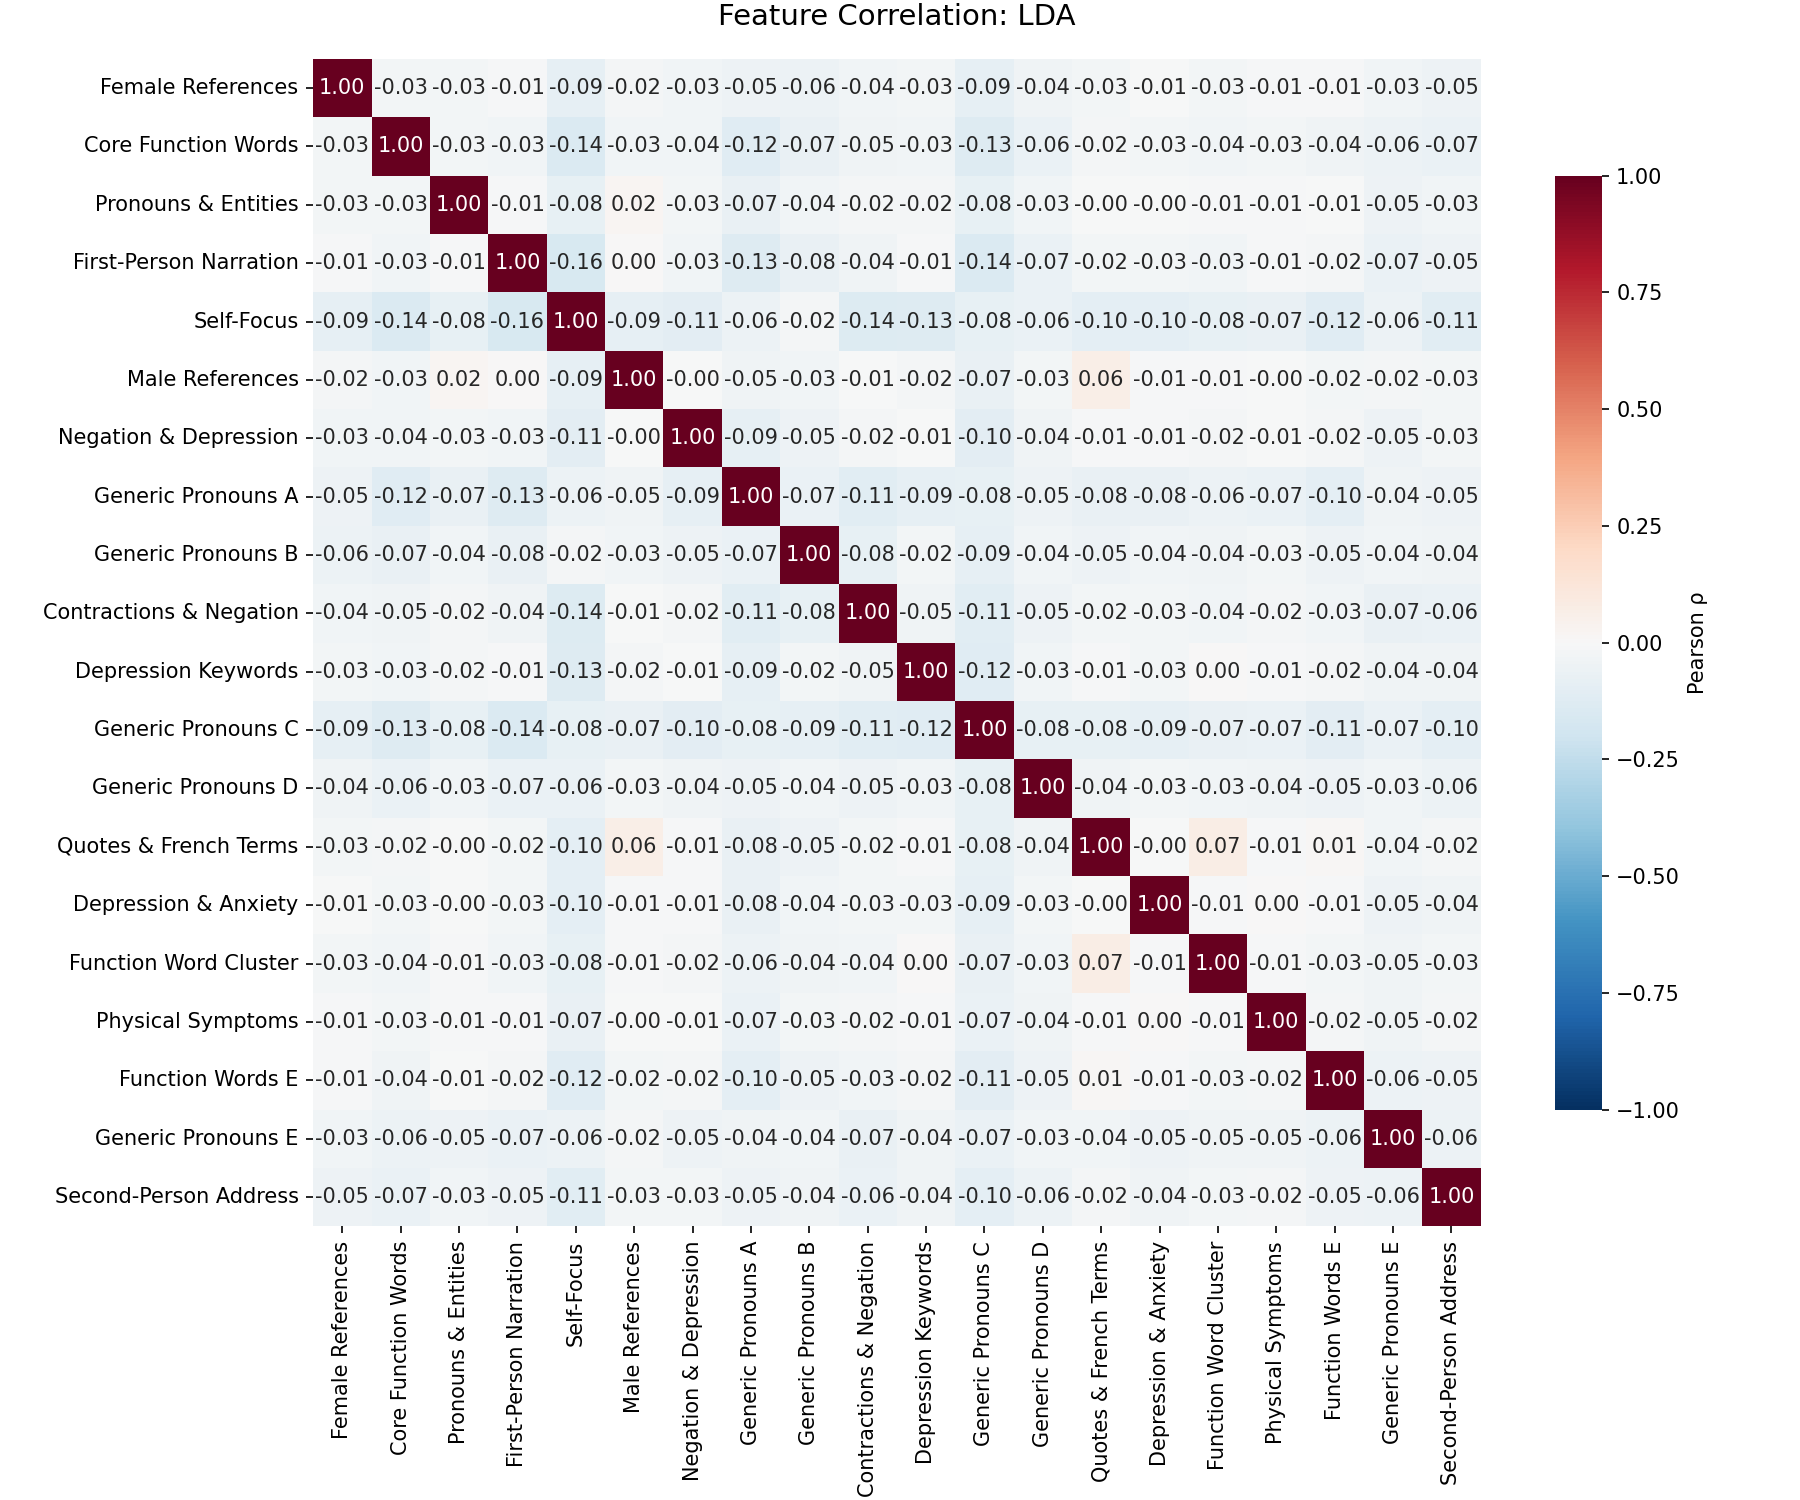 Feature Correlation: LDA
Female References 1.00 -0.03 -0.03 -0.01 -0.09 -0.02 -0.03 -0.05 -0.06 -0.04 -0.03 -0.09 -0.04 -0.03 -0.01 -0.03 -0.01 -0.01 -0.03 -0.05
Core Function Words -0.03 1.00 -0.03 -0.03 -0.14 -0.03 -0.04 -0.12 -0.07 -0.05 -0.03 -0.13 -0.06 -0.02 -0.03 -0.04 -0.03 -0.04 -0.06 -0.07
Pronouns & Entities -0.03 -0.03 1.00 -0.01 -0.08 0.02 -0.03 -0.07 -0.04 -0.02 -0.02 -0.08 -0.03 -0.00 -0.00 -0.01 -0.01 -0.01 -0.05 -0.03
First-Person Narration -0.01 -0.03 -0.01 1.00 -0.16 0.00 -0.03 -0.13 -0.08 -0.04 -0.01 -0.14 -0.07 -0.02 -0.03 -0.03 -0.01 -0.02 -0.07 -0.05
Self-Focus -0.09 -0.14 -0.08 -0.16 1.00 -0.09 -0.11 -0.06 -0.02 -0.14 -0.13 -0.08 -0.06 -0.10 -0.10 -0.08 -0.07 -0.12 -0.06 -0.11
Male References -0.02 -0.03 0.02 0.00 -0.09 1.00 -0.00 -0.05 -0.03 -0.01 -0.02 -0.07 -0.03 0.06 -0.01 -0.01 -0.00 -0.02 -0.02 -0.03
Negation & Depression -0.03 -0.04 -0.03 -0.03 -0.11 -0.00 1.00 -0.09 -0.05 -0.02 -0.01 -0.10 -0.04 -0.01 -0.01 -0.02 -0.01 -0.02 -0.05 -0.03
Generic Pronouns A -0.05 -0.12 -0.07 -0.13 -0.06 -0.05 -0.09 1.00 -0.07 -0.11 -0.09 -0.08 -0.05 -0.08 -0.08 -0.06 -0.07 -0.10 -0.04 -0.05
Generic Pronouns B -0.06 -0.07 -0.04 -0.08 -0.02 -0.03 -0.05 -0.07 1.00 -0.08 -0.02 -0.09 -0.04 -0.05 -0.04 -0.04 -0.03 -0.05 -0.04 -0.04
Contractions & Negation -0.04 -0.05 -0.02 -0.04 -0.14 -0.01 -0.02 -0.11 -0.08 1.00 -0.05 -0.11 -0.05 -0.02 -0.03 -0.04 -0.02 -0.03 -0.07 -0.06
Depression Keywords -0.03 -0.03 -0.02 -0.01 -0.13 -0.02 -0.01 -0.09 -0.02 -0.05 1.00 -0.12 -0.03 -0.01 -0.03 0.00 -0.01 -0.02 -0.04 -0.04
Generic Pronouns C -0.09 -0.13 -0.08 -0.14 -0.08 -0.07 -0.10 -0.08 -0.09 -0.11 -0.12 1.00 -0.08 -0.08 -0.09 -0.07 -0.07 -0.11 -0.07 -0.10
Generic Pronouns D -0.04 -0.06 -0.03 -0.07 -0.06 -0.03 -0.04 -0.05 -0.04 -0.05 -0.03 -0.08 1.00 -0.04 -0.03 -0.03 -0.04 -0.05 -0.03 -0.06
Quotes & French Terms -0.03 -0.02 -0.00 -0.02 -0.10 0.06 -0.01 -0.08 -0.05 -0.02 -0.01 -0.08 -0.04 1.00 -0.00 0.07 -0.01 0.01 -0.04 -0.02
Depression & Anxiety -0.01 -0.03 -0.00 -0.03 -0.10 -0.01 -0.01 -0.08 -0.04 -0.03 -0.03 -0.09 -0.03 -0.00 1.00 -0.01 0.00 -0.01 -0.05 -0.04
Function Word Cluster -0.03 -0.04 -0.01 -0.03 -0.08 -0.01 -0.02 -0.06 -0.04 -0.04 0.00 -0.07 -0.03 0.07 -0.01 1.00 -0.01 -0.03 -0.05 -0.03
Physical Symptoms -0.01 -0.03 -0.01 -0.01 -0.07 -0.00 -0.01 -0.07 -0.03 -0.02 -0.01 -0.07 -0.04 -0.01 0.00 -0.01 1.00 -0.02 -0.05 -0.02
Function Words E -0.01 -0.04 -0.01 -0.02 -0.12 -0.02 -0.02 -0.10 -0.05 -0.03 -0.02 -0.11 -0.05 0.01 -0.01 -0.03 -0.02 1.00 -0.06 -0.05
Generic Pronouns E -0.03 -0.06 -0.05 -0.07 -0.06 -0.02 -0.05 -0.04 -0.04 -0.07 -0.04 -0.07 -0.03 -0.04 -0.05 -0.05 -0.05 -0.06 1.00 -0.06
Second-Person Address -0.05 -0.07 -0.03 -0.05 -0.11 -0.03 -0.03 -0.05 -0.04 -0.06 -0.04 -0.10 -0.06 -0.02 -0.04 -0.03 -0.02 -0.05 -0.06 1.00
Female References
Core Function Words
Pronouns & Entities
First-Person Narration
Self-Focus
Male References
Negation & Depression
Generic Pronouns A
Generic Pronouns B
Contractions & Negation
Depression Keywords
Generic Pronouns C
Generic Pronouns D
Quotes & French Terms
Depression & Anxiety
Function Word Cluster
Physical Symptoms
Function Words E
Generic Pronouns E
Second-Person Address
1.00
0.75
0.50
0.25
0.00
−0.25
−0.50
−0.75
−1.00
Pearson ρ